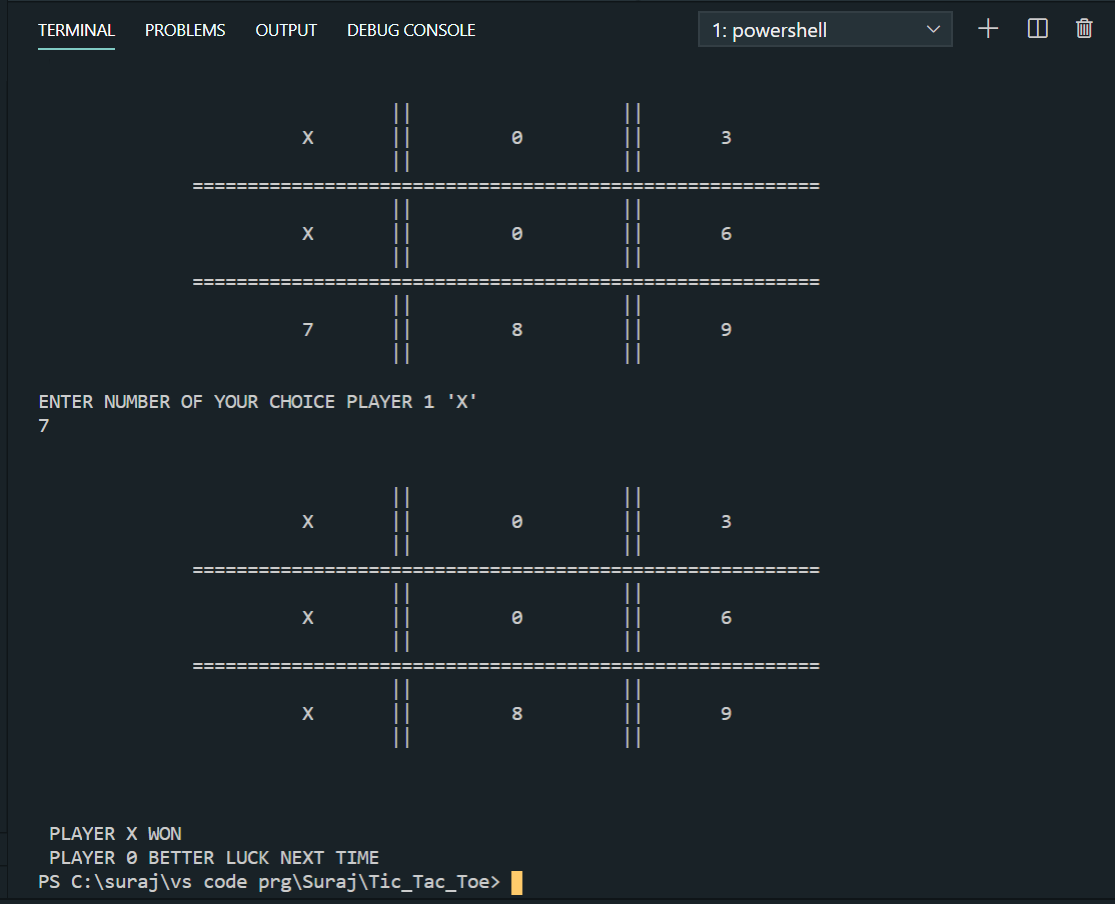 TERMINAL PROBLEMS OUTPUT DEBUG CONSOLE 1: powershell
|| ||
X || 0 || 3
|| ||
=========================================================
|| ||
X || 0 || 6
|| ||
=========================================================
|| ||
7 || 8 || 9
|| ||
ENTER NUMBER OF YOUR CHOICE PLAYER 1 'X'
7
|| ||
X || 0 || 3
|| ||
=========================================================
|| ||
X || 0 || 6
|| ||
=========================================================
|| ||
X || 8 || 9
|| ||
PLAYER X WON
PLAYER 0 BETTER LUCK NEXT TIME
PS C:\suraj\vs code prg\Suraj\Tic_Tac_Toe>